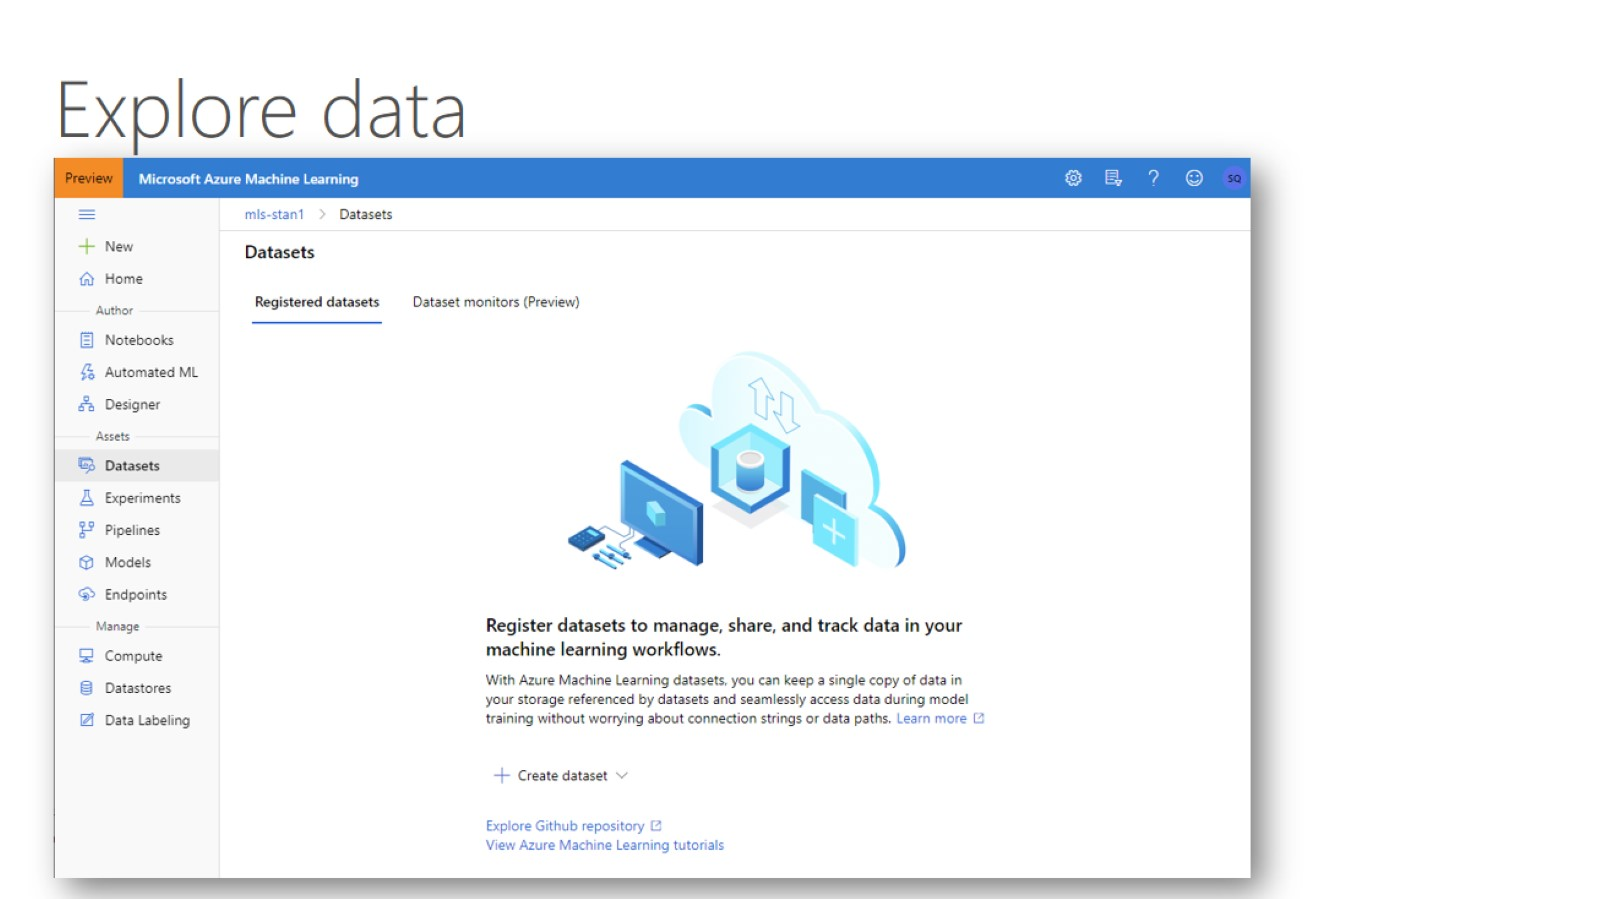 Explore data
Preview
Microsoft Azure Machine Learning
?
SQ
mls-stan1 > Datasets
New
Home
Author
Notebooks
Automated ML
Designer
Assets
Datasets
Experiments
Pipelines
Models
Endpoints
Manage
Compute
Datastores
Data Labeling
Datasets
Registered datasets
Dataset monitors (Preview)
Register datasets to manage, share, and track data in your
machine learning workflows.
With Azure Machine Learning datasets, you can keep a single copy of data in
your storage referenced by datasets and seamlessly access data during model
training without worrying about connection strings or data paths. Learn more
Create dataset
Explore Github repository
View Azure Machine Learning tutorials